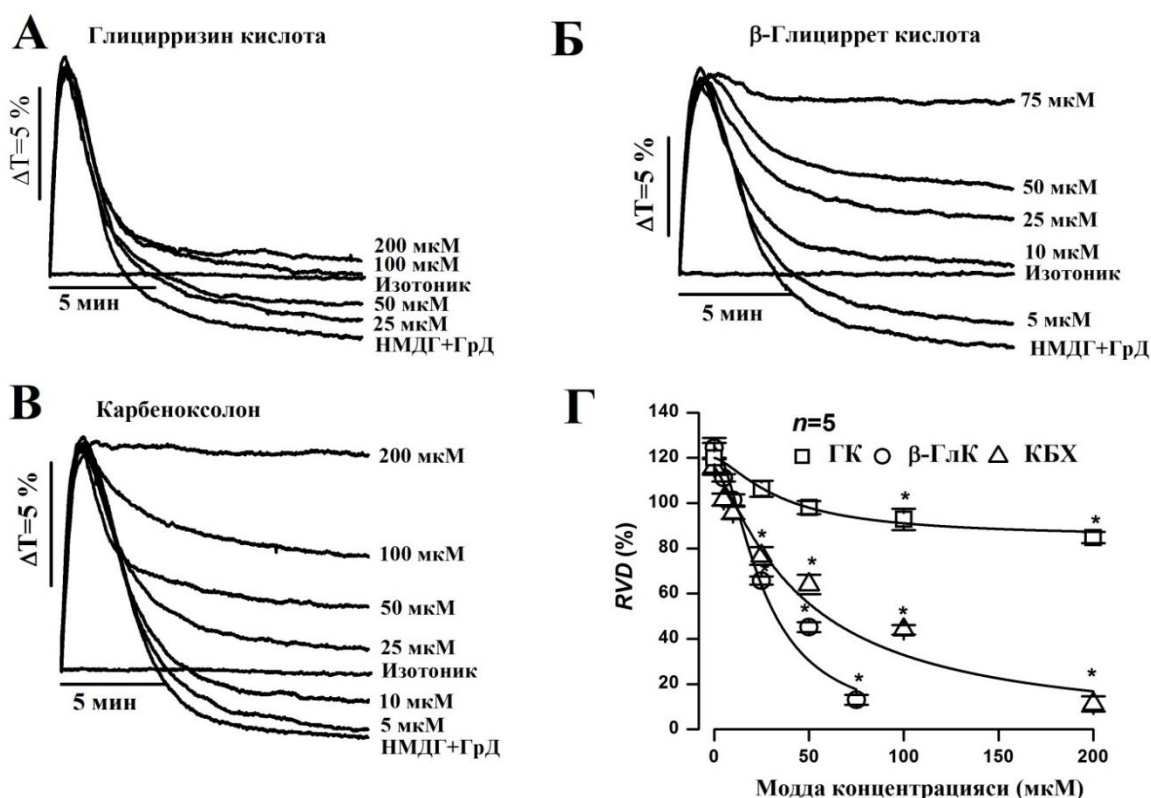 А
Глицирризин кислота
ΔT=5 %
200 мкМ
100 мкМ
Изотоник
50 мкМ
25 мкМ
НМДГ+ГрД
5 мин
Б
β-Глициррет кислота
ΔT=5 %
75 мкМ
50 мкМ
25 мкМ
10 мкМ
Изотоник
5 мкМ
НМДГ+ГрД
5 мин
В
Карбеноксолон
ΔT=5 %
200 мкМ
100 мкМ
50 мкМ
25 мкМ
Изотоник
10 мкМ
5 мкМ
НМДГ+ГрД
5 мин
Г
n=5
ГК β-ГлК КБХ
RVD (%)
140
120
100
80
60
40
20
0
* * * * * * * * *
0 50 100 150 200
Модда концентрацияси (мкМ)